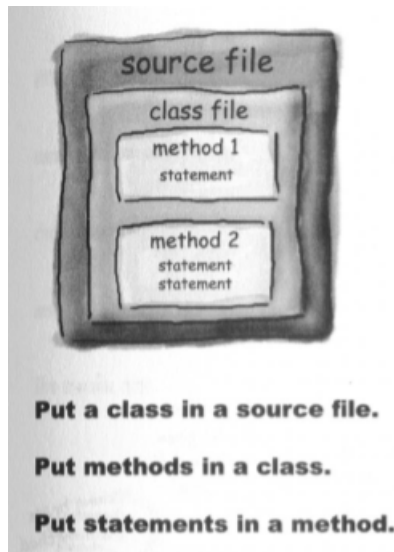 source file
class file
method 1
statement
method 2
statement
statement
Put a class in a source file.
Put methods in a class.
Put statements in a method.